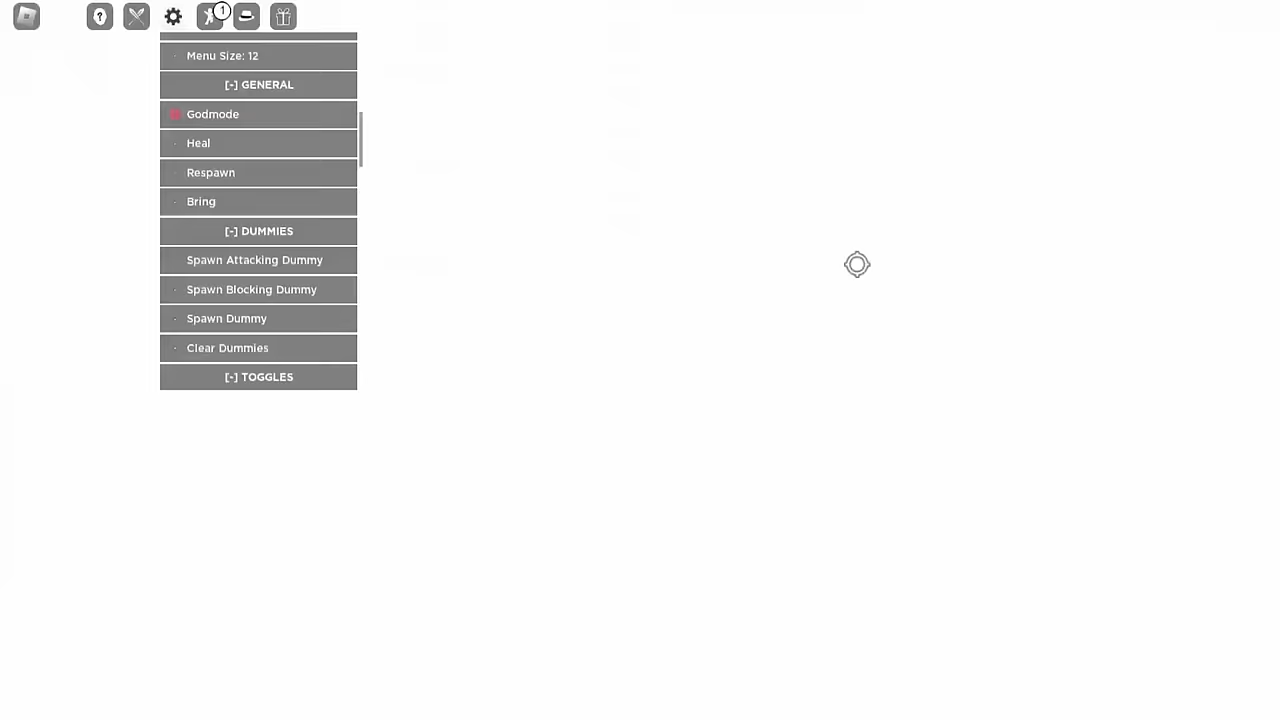 1
Menu Size: 12
[-] GENERAL
Godmode
Heal
Respawn
Bring
[-] DUMMIES
Spawn Attacking Dummy
Spawn Blocking Dummy
Spawn Dummy
Clear Dummies
[-] TOGGLES